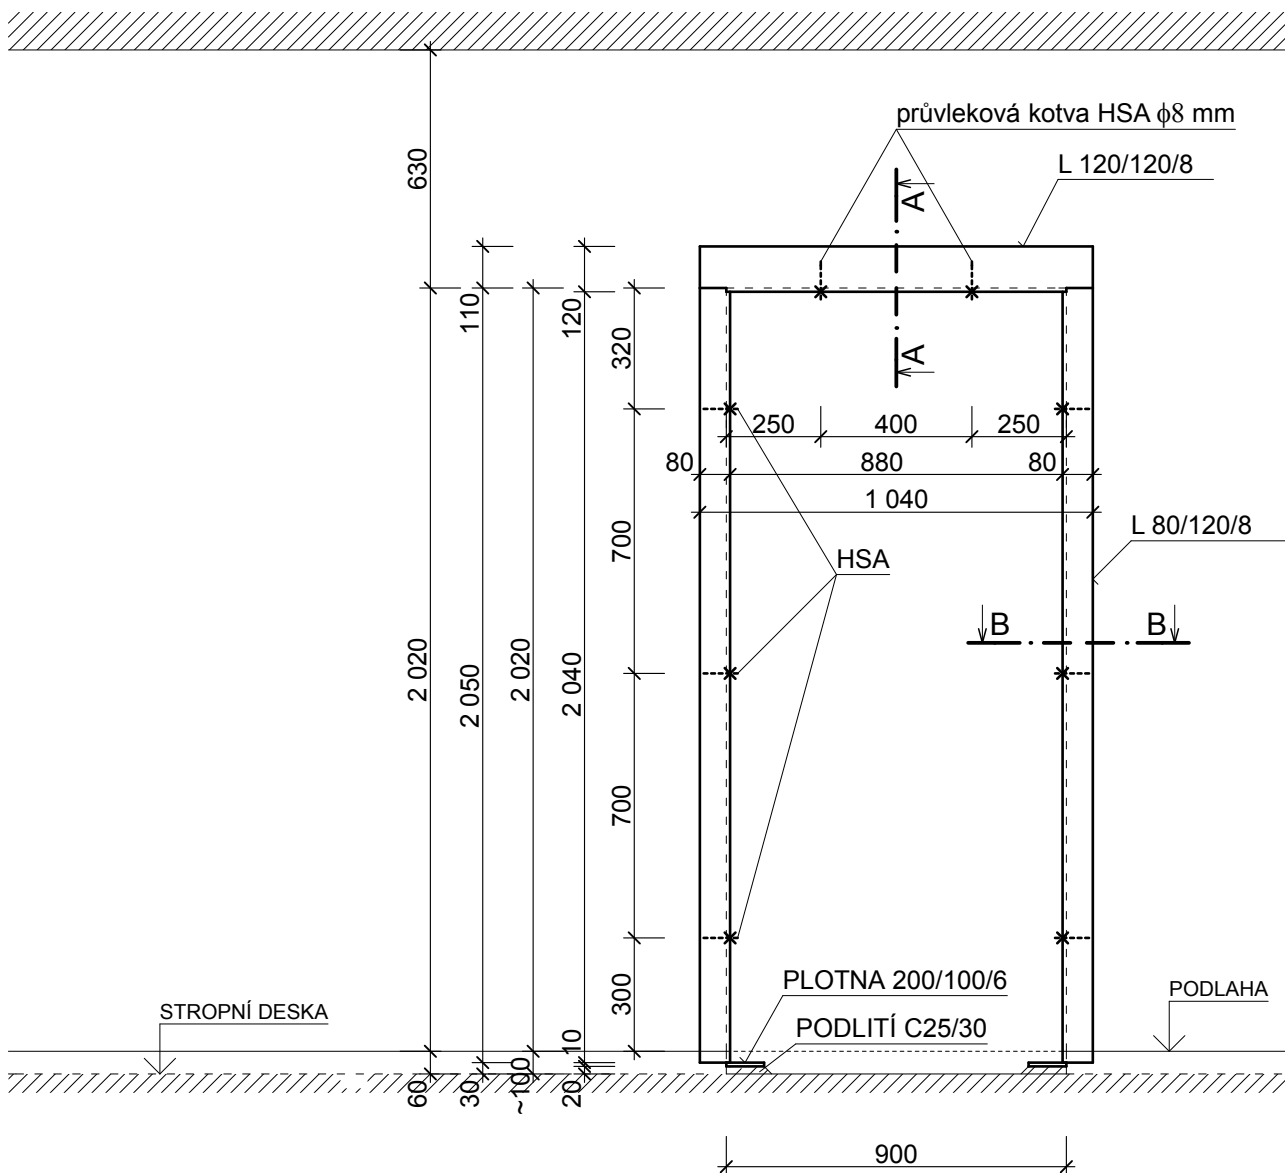 průvleková kotva HSA ϕ8 mm
L 120/120/8
630
A
110
120
320
A
250
400
250
80
880
80
1 040
L 80/120/8
700
HSA
B
B
2 020
2 050
2 020
2 040
700
PLOTNA 200/100/6
PODLAHA
STROPNÍ DESKA
300
PODLITÍ C25/30
10
60
30
~100
20
900